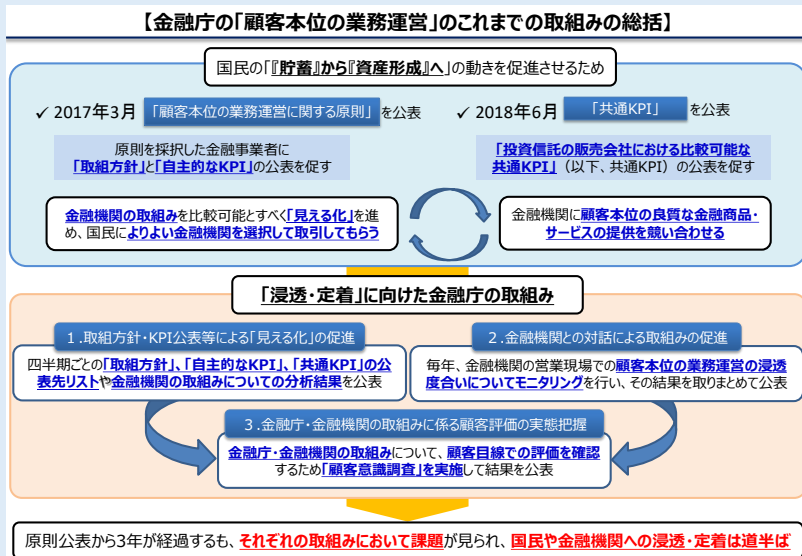 【金融庁の「顧客本位の業務運営」のこれまでの取組みの総括】
国民の「『貯蓄』から『資産形成』へ」の動きを促進させるため
✓ 2017年3月 「顧客本位の業務運営に関する原則」 を公表
✓ 2018年6月 「共通KPI」 を公表
原則を採択した金融事業者に
「取組方針」と「自主的なKPI」の公表を促す
「投資信託の販売会社における比較可能な
共通KPI」（以下、共通KPI）の公表を促す
金融機関の取組みを比較可能とすべく「見える化」を進
め、国民によりよい金融機関を選択して取引してもらう
金融機関に顧客本位の良質な金融商品・
サービスの提供を競い合わせる
「浸透・定着」に向けた金融庁の取組み
1.取組方針・KPI公表等による「見える化」の促進
四半期ごとの「取組方針」、「自主的なKPI」、「共通KPI」の公
表先リストや金融機関の取組みについての分析結果を公表
2.金融機関との対話による取組みの促進
毎年、金融機関の営業現場での顧客本位の業務運営の浸透
度合いについてモニタリングを行い、その結果を取りまとめて公表
3.金融庁・金融機関の取組みに係る顧客評価の実態把握
金融庁・金融機関の取組みについて、顧客目線での評価を確認
するため「顧客意識調査」を実施して結果を公表
原則公表から3年が経過するも、それぞれの取組みにおいて課題が見られ、国民や金融機関への浸透・定着は道半ば